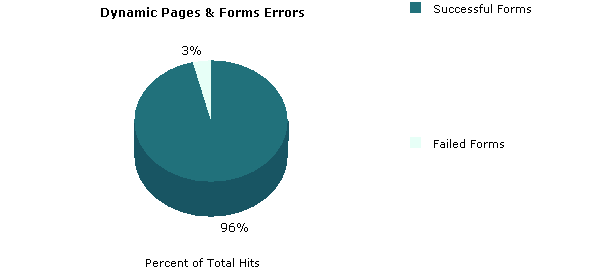 Dynamic Pages & Forms Errors
Successful Forms
3%
Failed Forms
96%
Percent of Total Hits